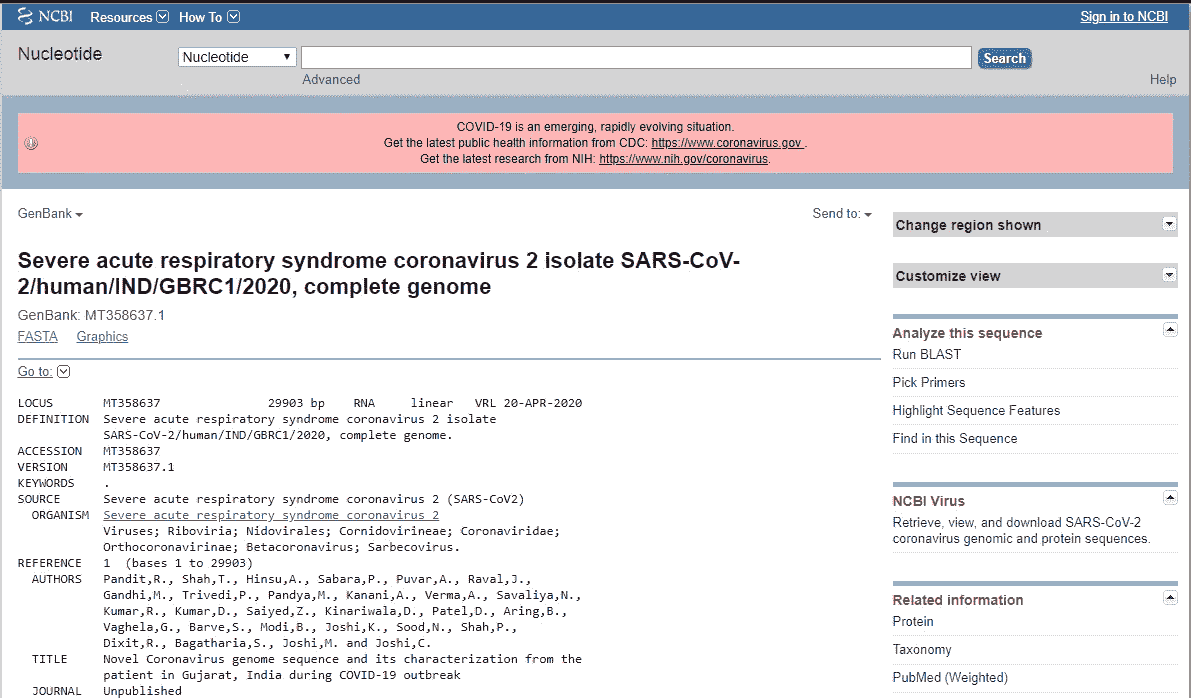 NCBI Resources How To Sign in to NCBI
Nucleotide Nucleotide Search
Advanced Help
COVID-19 is an emerging, rapidly evolving situation.
Get the latest public health information from CDC: https://www.coronavirus.gov .
Get the latest research from NIH: https://www.nih.gov/coronavirus.
GenBank Send to:
Severe acute respiratory syndrome coronavirus 2 isolate SARS-CoV-
2/human/IND/GBRC1/2020, complete genome
GenBank: MT358637.1
FASTA Graphics
Go to:
LOCUS MT358637 29903 bp RNA linear VRL 20-APR-2020
DEFINITION Severe acute respiratory syndrome coronavirus 2 isolate
SARS-CoV-2/human/IND/GBRC1/2020, complete genome.
ACCESSION MT358637
VERSION MT358637.1
KEYWORDS .
SOURCE Severe acute respiratory syndrome coronavirus 2 (SARS-CoV2)
ORGANISM Severe acute respiratory syndrome coronavirus 2
Viruses; Riboviria; Nidovirales; Cornidovirineae; Coronaviridae;
Orthocoronavirinae; Betacoronavirus; Sarbecovirus.
REFERENCE 1 (bases 1 to 29903)
AUTHORS Pandit,R., Shah,T., Hinsu,A., Sabara,P., Puvar,A., Raval,J.,
Gandhi,M., Trivedi,P., Pandya,M., Kanani,A., Verma,A., Savaliya,N.,
Kumar,R., Kumar,D., Saiyed,Z., Kinariwala,D., Patel,D., Aring,B.,
Vaghela,G., Barve,S., Modi,B., Joshi,K., Sood,N., Shah,P.,
Dixit,R., Bagatharia,S., Joshi,M. and Joshi,C.
TITLE Novel Coronavirus genome sequence and its characterization from the
patient in Gujarat, India during COVID-19 outbreak
JOURNAL Unpublished
Change region shown
Customize view
Analyze this sequence
Run BLAST
Pick Primers
Highlight Sequence Features
Find in this Sequence
NCBI Virus
Retrieve, view, and download SARS-CoV-2
coronavirus genomic and protein sequences.
Related information
Protein
Taxonomy
PubMed (Weighted)